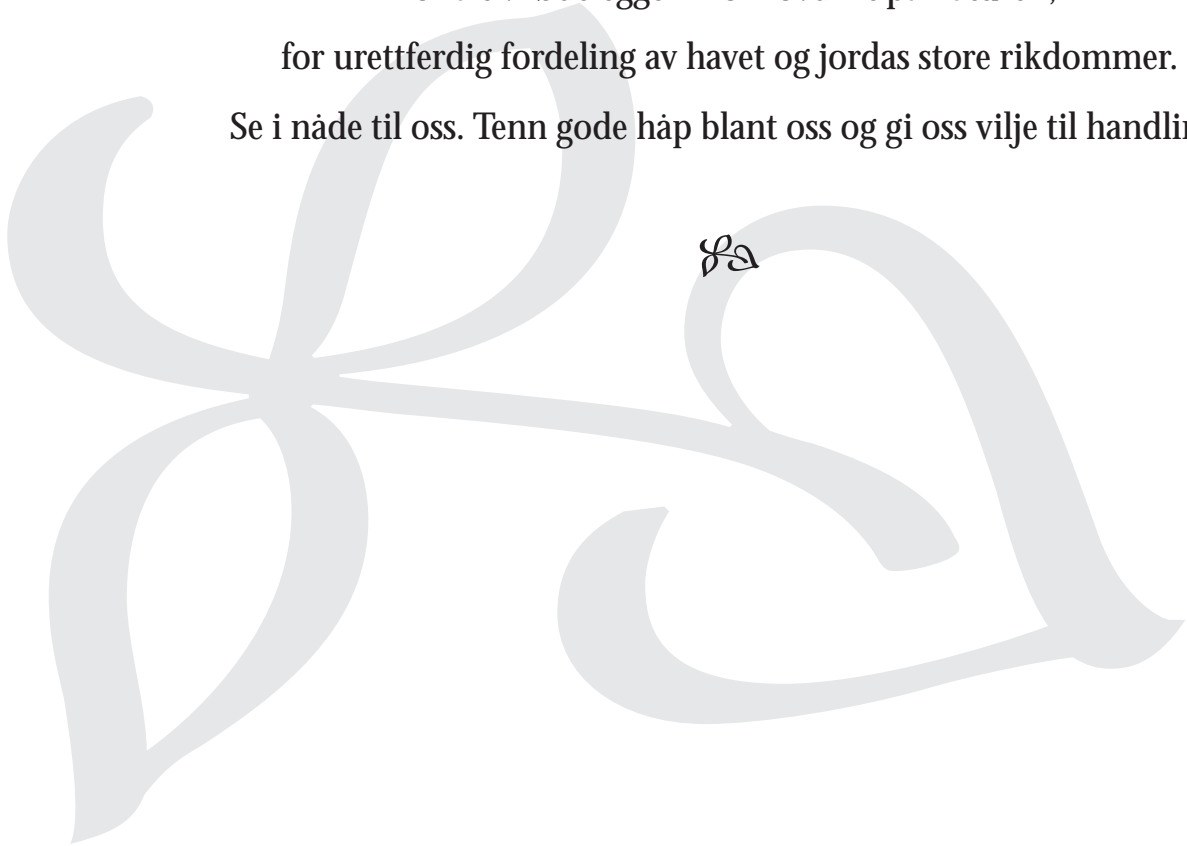 for urettferdig fordeling av havet og jordas store rikdommer.
Se i nåde til oss. Tenn gode håp blant oss og gi oss vilje til